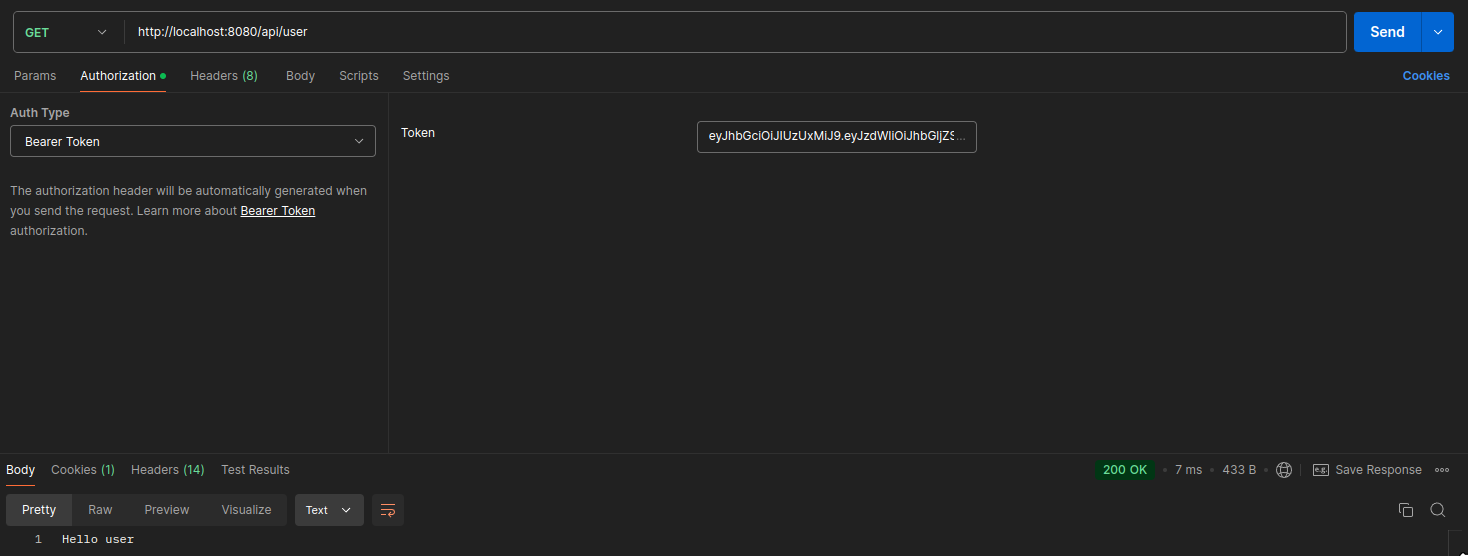 GET http://localhost:8080/api/user Send
Params Authorization Headers (8) Body Scripts Settings Cookies
Auth Type
Bearer Token
Token
eyJhbGciOiJIUzUxMiJ9.eyJzdWIiOiJhbGljZS...
The authorization header will be automatically generated when
you send the request. Learn more about Bearer Token
authorization.
Body Cookies (1) Headers (14) Test Results 200 OK • 7 ms • 433 B • e.g. Save Response
Pretty Raw Preview Visualize Text
1 Hello user